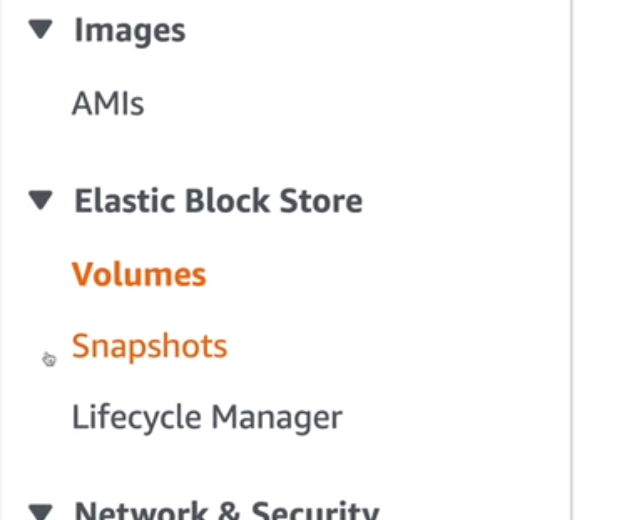 Images
AMIs
Elastic Block Store
Volumes
Snapshots
Lifecycle Manager
Network & Security